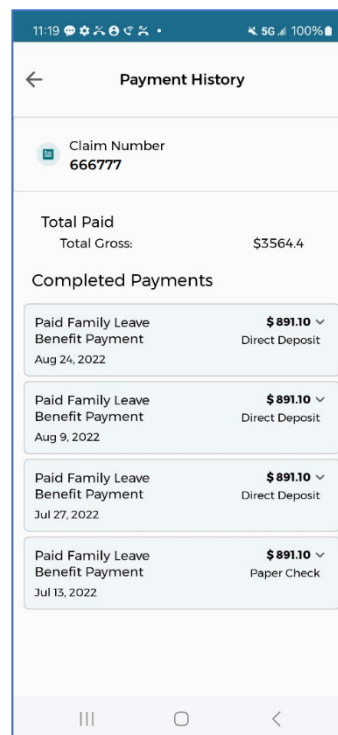 11:19 5G 100%
Payment History
Claim Number
666777
Total Paid
Total Gross: $3564.4
Completed Payments
Paid Family Leave $ 891.10
Benefit Payment Direct Deposit
Aug 24, 2022
Paid Family Leave $ 891.10
Benefit Payment Direct Deposit
Aug 9, 2022
Paid Family Leave $ 891.10
Benefit Payment Direct Deposit
Jul 27, 2022
Paid Family Leave $ 891.10
Benefit Payment Paper Check
Jul 13, 2022